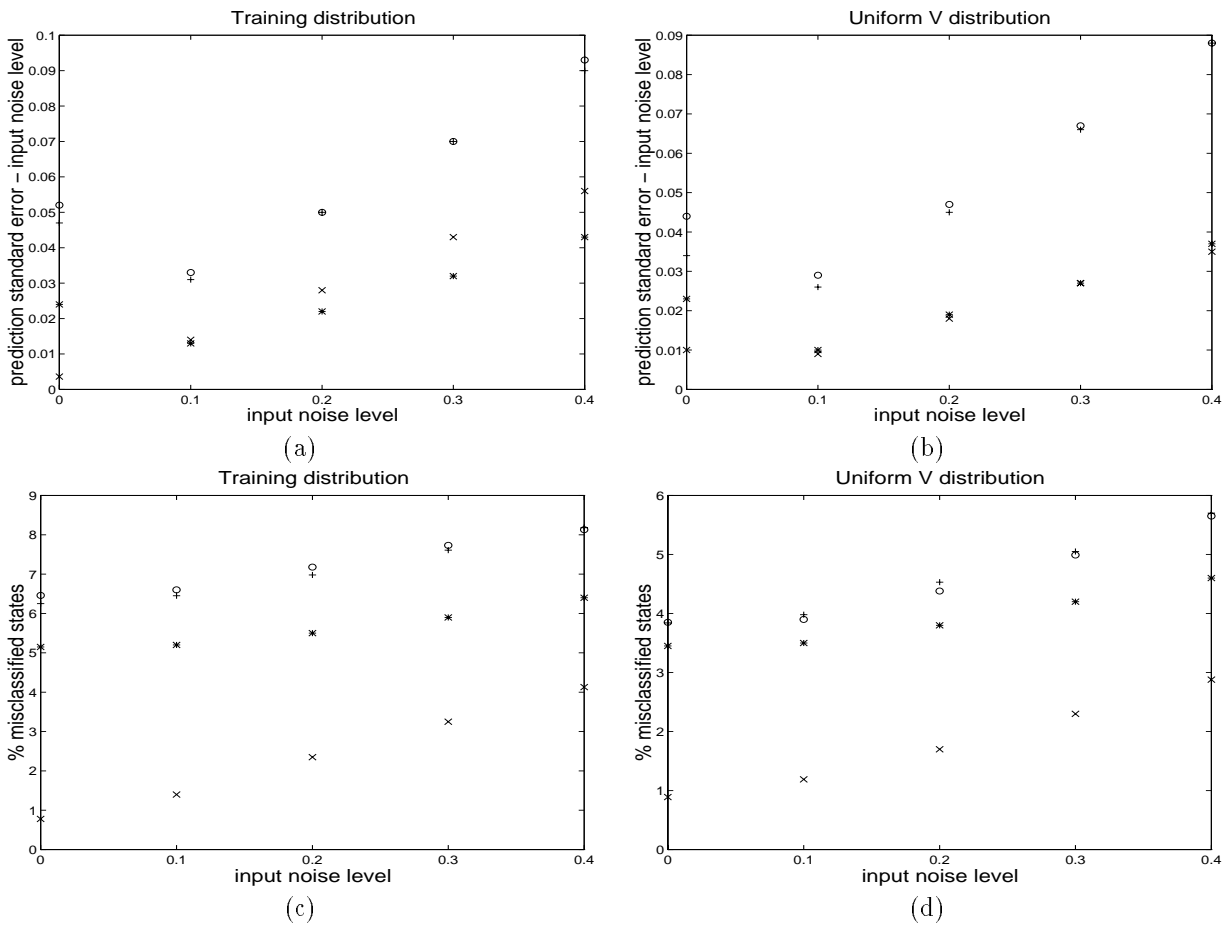 Training distribution
prediction standard error – input noise level
0.1
0.09
0.08
0.07
0.06
0.05
0.04
0.03
0.02
0.01
0
0 0.1 0.2 0.3 0.4
input noise level
(a)
Uniform V distribution
prediction standard error – input noise level
0.09
0.08
0.07
0.06
0.05
0.04
0.03
0.02
0.01
0
0 0.1 0.2 0.3 0.4
input noise level
(b)
Training distribution
% misclassified states
9
8
7
6
5
4
3
2
1
0
0 0.1 0.2 0.3 0.4
input noise level
(c)
Uniform V distribution
% misclassified states
6
5
4
3
2
1
0
0 0.1 0.2 0.3 0.4
input noise level
(d)